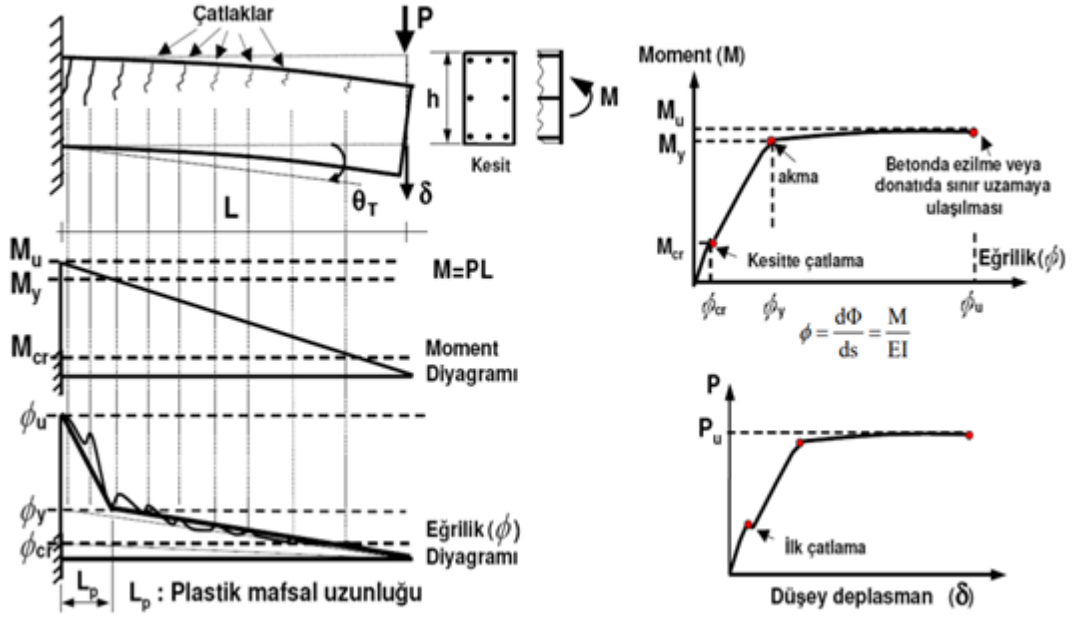 Çatlaklar
P
h
M
Kesit
θT
δ
L
Mu
My
Mcr
M=PL
Moment
Diyagramı
ϕu
ϕy
ϕcr
Eğrilik (ϕ)
Diyagramı
Lp
Lp : Plastik mafsal uzunluğu
Moment (M)
Mu
My
Mcr
akma
Betonda ezilme veya
donatıda sınır uzamaya
ulaşılması
Kesitte çatlama
Eğrilik(ϕ)
ϕcr
ϕy
ϕu
ϕ = dΦ/ds = M/EI
P
Pu
İlk çatlama
Düşey deplasman (δ)